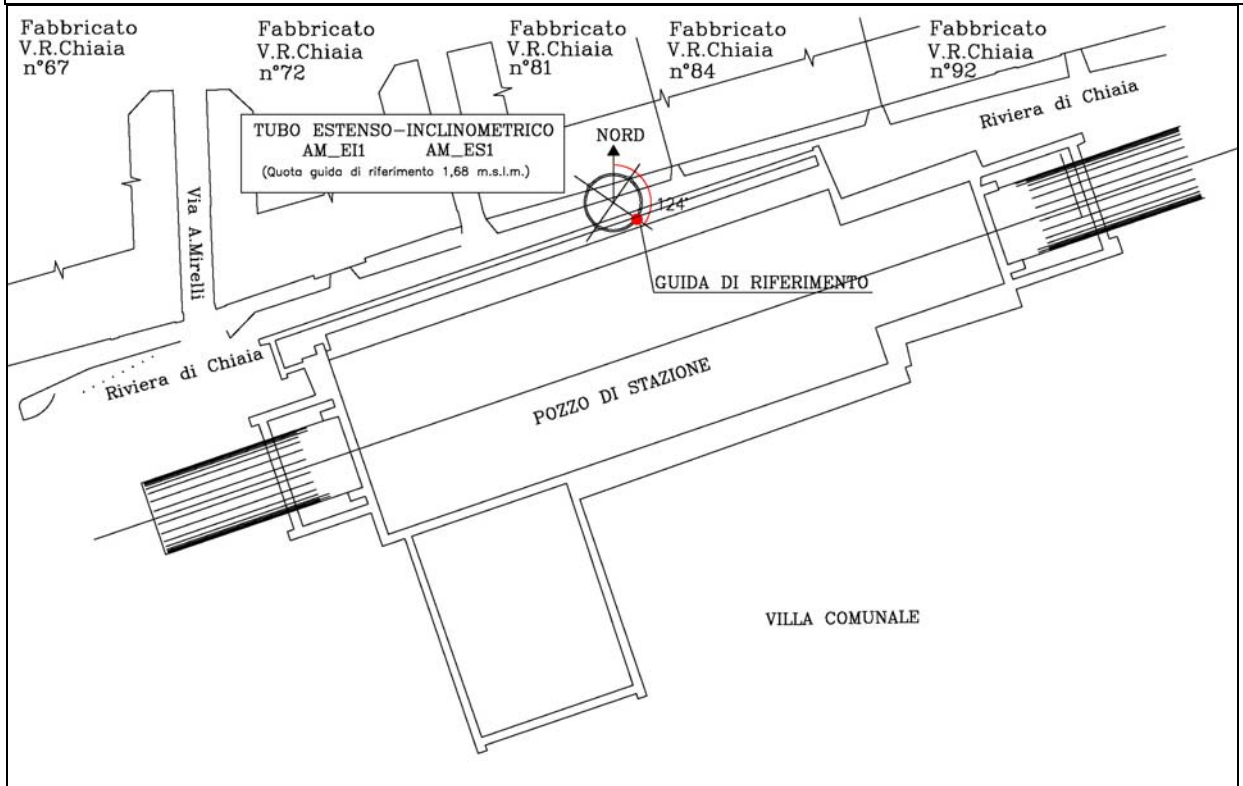 Fabbricato
V.R.Chiaia
n°67
Fabbricato
V.R.Chiaia
n°72
Fabbricato
V.R.Chiaia
n°81
Fabbricato
V.R.Chiaia
n°84
Fabbricato
V.R.Chiaia
n°92
TUBO ESTENSO-INCLINOMETRICO
AM_EI1 AM_ES1
(Quota guida di riferimento 1,68 m.s.l.m.)
NORD
124°
Riviera di Chiaia
Via A.Mirelli
GUIDA DI RIFERIMENTO
Riviera di Chiaia
POZZO DI STAZIONE
VILLA COMUNALE